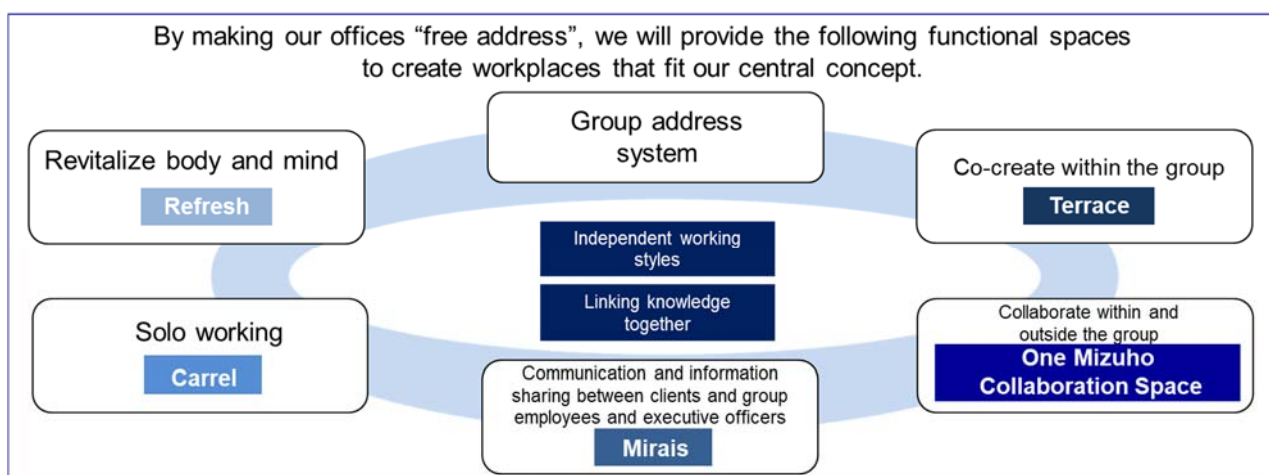 By making our offices “free address”, we will provide the following functional spaces
to create workplaces that fit our central concept.
Group address
system
Revitalize body and mind
Refresh
Co-create within the group
Terrace
Independent working
styles
Linking knowledge
together
Solo working
Carrel
Collaborate within and
outside the group
One Mizuho
Collaboration Space
Communication and information
sharing between clients and group
employees and executive officers
Mirais